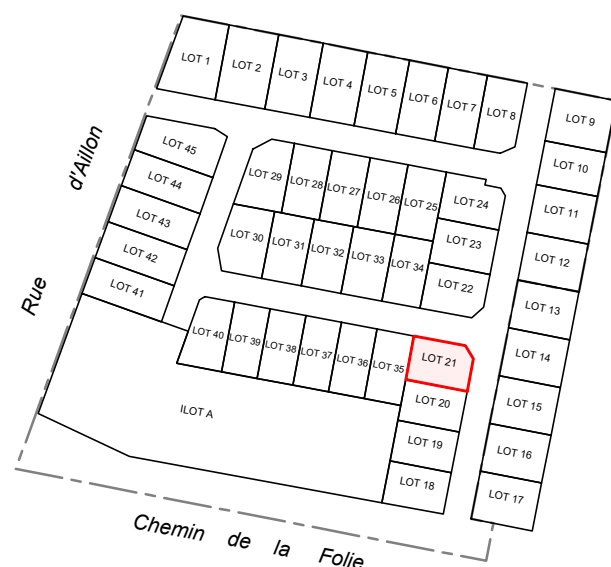 LOT 1
LOT 2
LOT 3
LOT 4
LOT 5
LOT 6
LOT 7
LOT 8
LOT 9
LOT 10
LOT 11
LOT 12
LOT 13
LOT 14
LOT 15
LOT 16
LOT 17
LOT 45
LOT 44
LOT 43
LOT 42
LOT 41
LOT 29
LOT 28
LOT 27
LOT 26
LOT 25
LOT 24
LOT 23
LOT 22
LOT 30
LOT 31
LOT 32
LOT 33
LOT 34
LOT 40
LOT 39
LOT 38
LOT 37
LOT 36
LOT 35
LOT 21
LOT 20
LOT 19
LOT 18
ILOT A
Rue d'Aillon
Chemin de la Folie